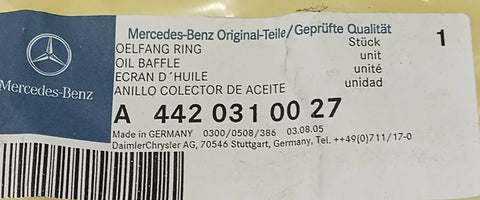 Mercedes-Benz Original-Teile/Geprüfte Qualität
OELFANG RING Stück 1
OIL BAFFLE unit
ECRAN D´HUILE unité
ANILLO COLECTOR DE ACEITE unidad
Mercedes-Benz
A 442 031 00 27
Made in GERMANY 0300/0508/386 03.08.05
DaimlerChrysler AG, 70546 Stuttgart, Germany, Tel. ++49(0)711/17-0